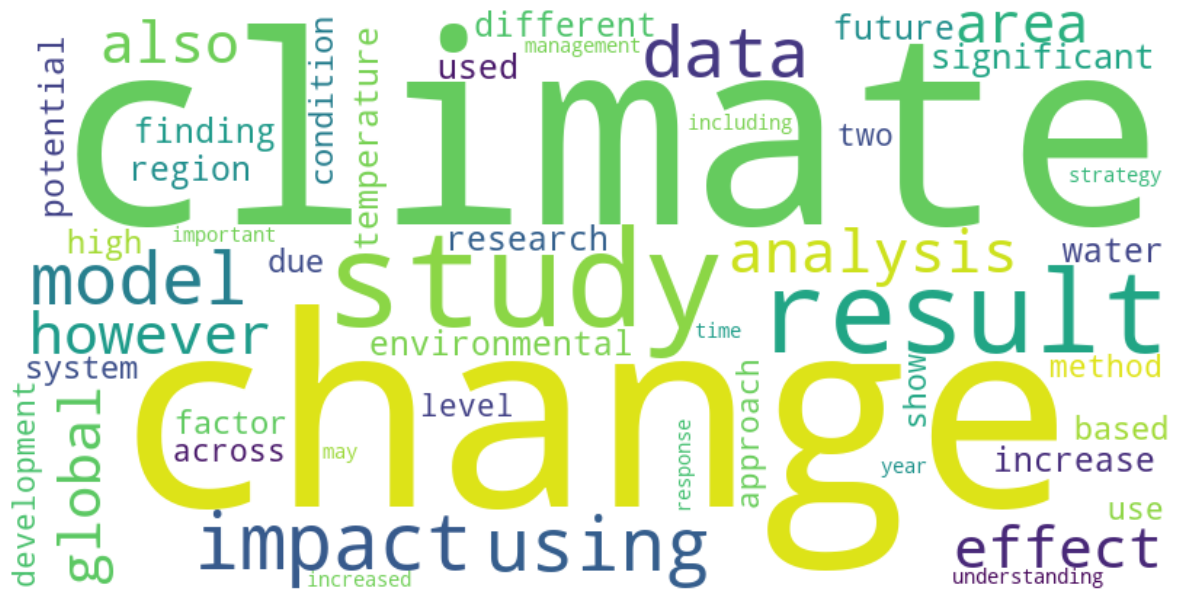 different
future
area
also
management
data
significant
used
climate
potential
condition
temperature
finding
including
two
region
strategy
high
important
research
analysis
water
model
due
study
result
however
time
environmental
system
show
method
change
development
global
factor
level
approach
based
across
may
response
year
increase
use
impact
using
effect
increased
understanding